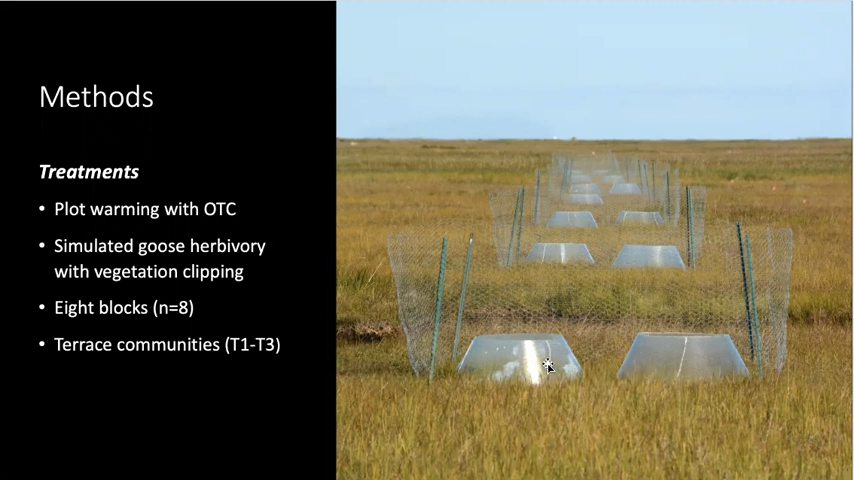 Methods
Treatments
• Plot warming with OTC
• Simulated goose herbivory
with vegetation clipping
• Eight blocks (n=8)
• Terrace communities (T1-T3)